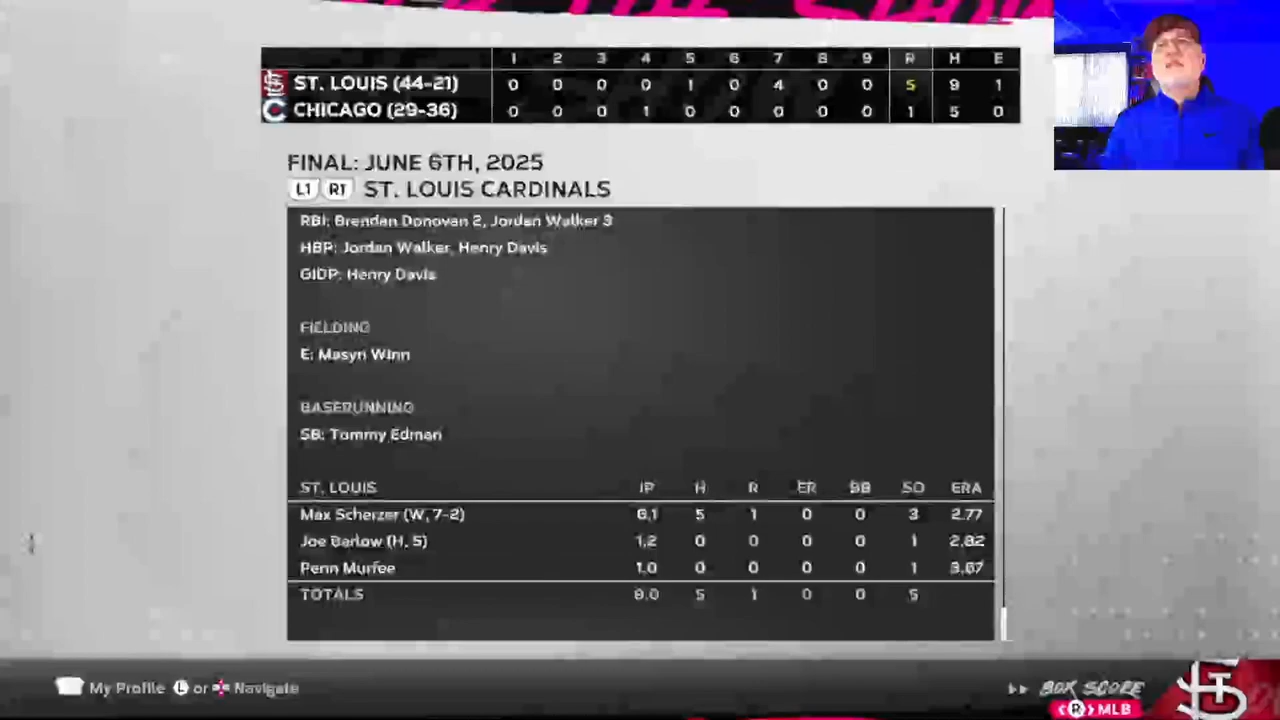 1 2 3 4 5 6 7 8 9 R H E
ST. LOUIS (44-21) 0 0 0 0 1 0 4 0 0 5 9 1
CHICAGO (29-36) 0 0 0 1 0 0 0 0 0 1 5 0
FINAL: JUNE 6TH, 2025
L1 R1 ST. LOUIS CARDINALS
RBI: Brendan Donovan 2, Jordan Walker 3
HBP: Jordan Walker, Henry Davis
GIDP: Henry Davis
FIELDING
E: Masyn Winn
BASERUNNING
SB: Tommy Edman
ST. LOUIS IP H R ER BB SO ERA
Max Scherzer (W, 7-2) 6.1 5 1 0 0 3 2.77
Joe Barlow (H, 5) 1.2 0 0 0 0 1 2.82
Penn Murfee 1.0 0 0 0 0 1
TOTALS 9.0 5 1 0 0 5
My Profile L or Navigate
BOX SCORE
R MLB